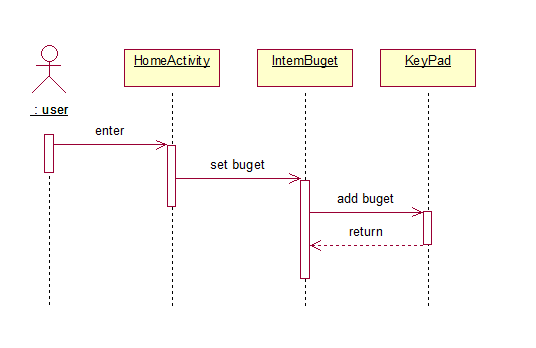 HomeActivity
IntemBuget
KeyPad
: user
enter
set buget
add buget
return